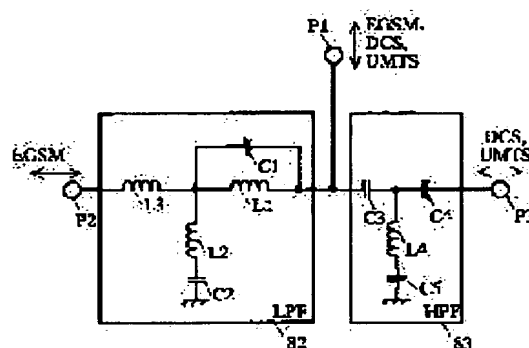 P1
EGSM,
DCS,
UMTS
EGSM
DCS,
UMTS
C1
P2
L3
L2
C3
C4
L4
C2
C5
LPF
HPF
82
83